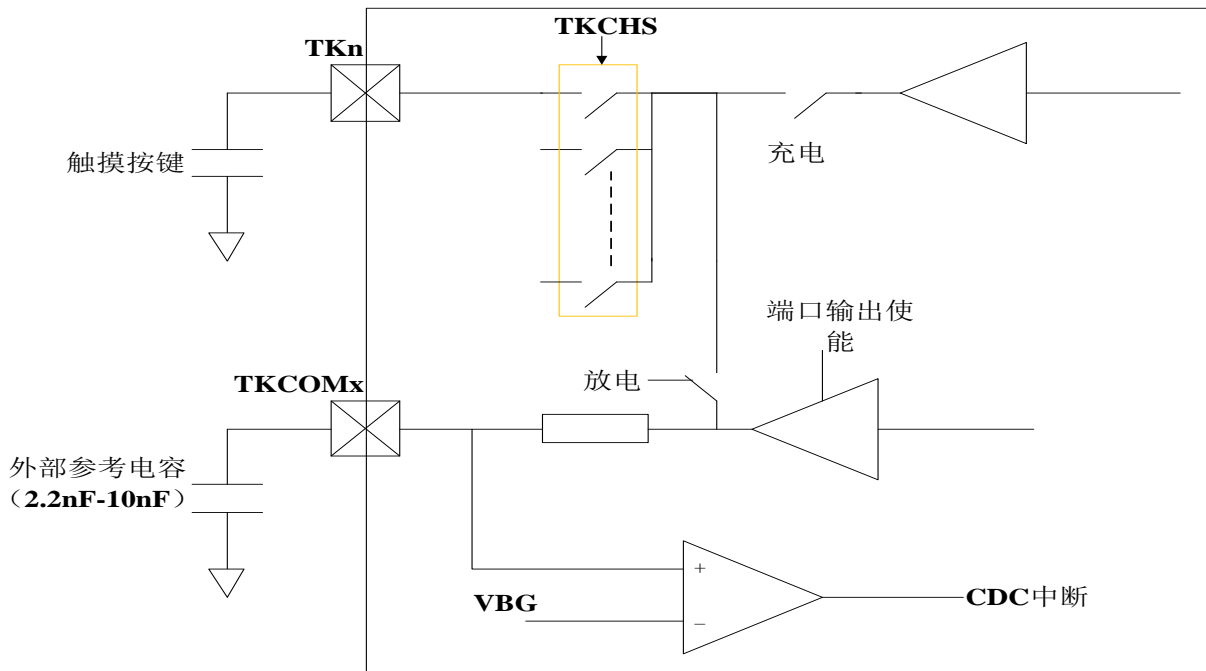 TKCHS
TKn
触摸按键
充电
端口输出使
能
放电
TKCOMx
外部参考电容
（2.2nF-10nF）
+
VBG
−
CDC中断